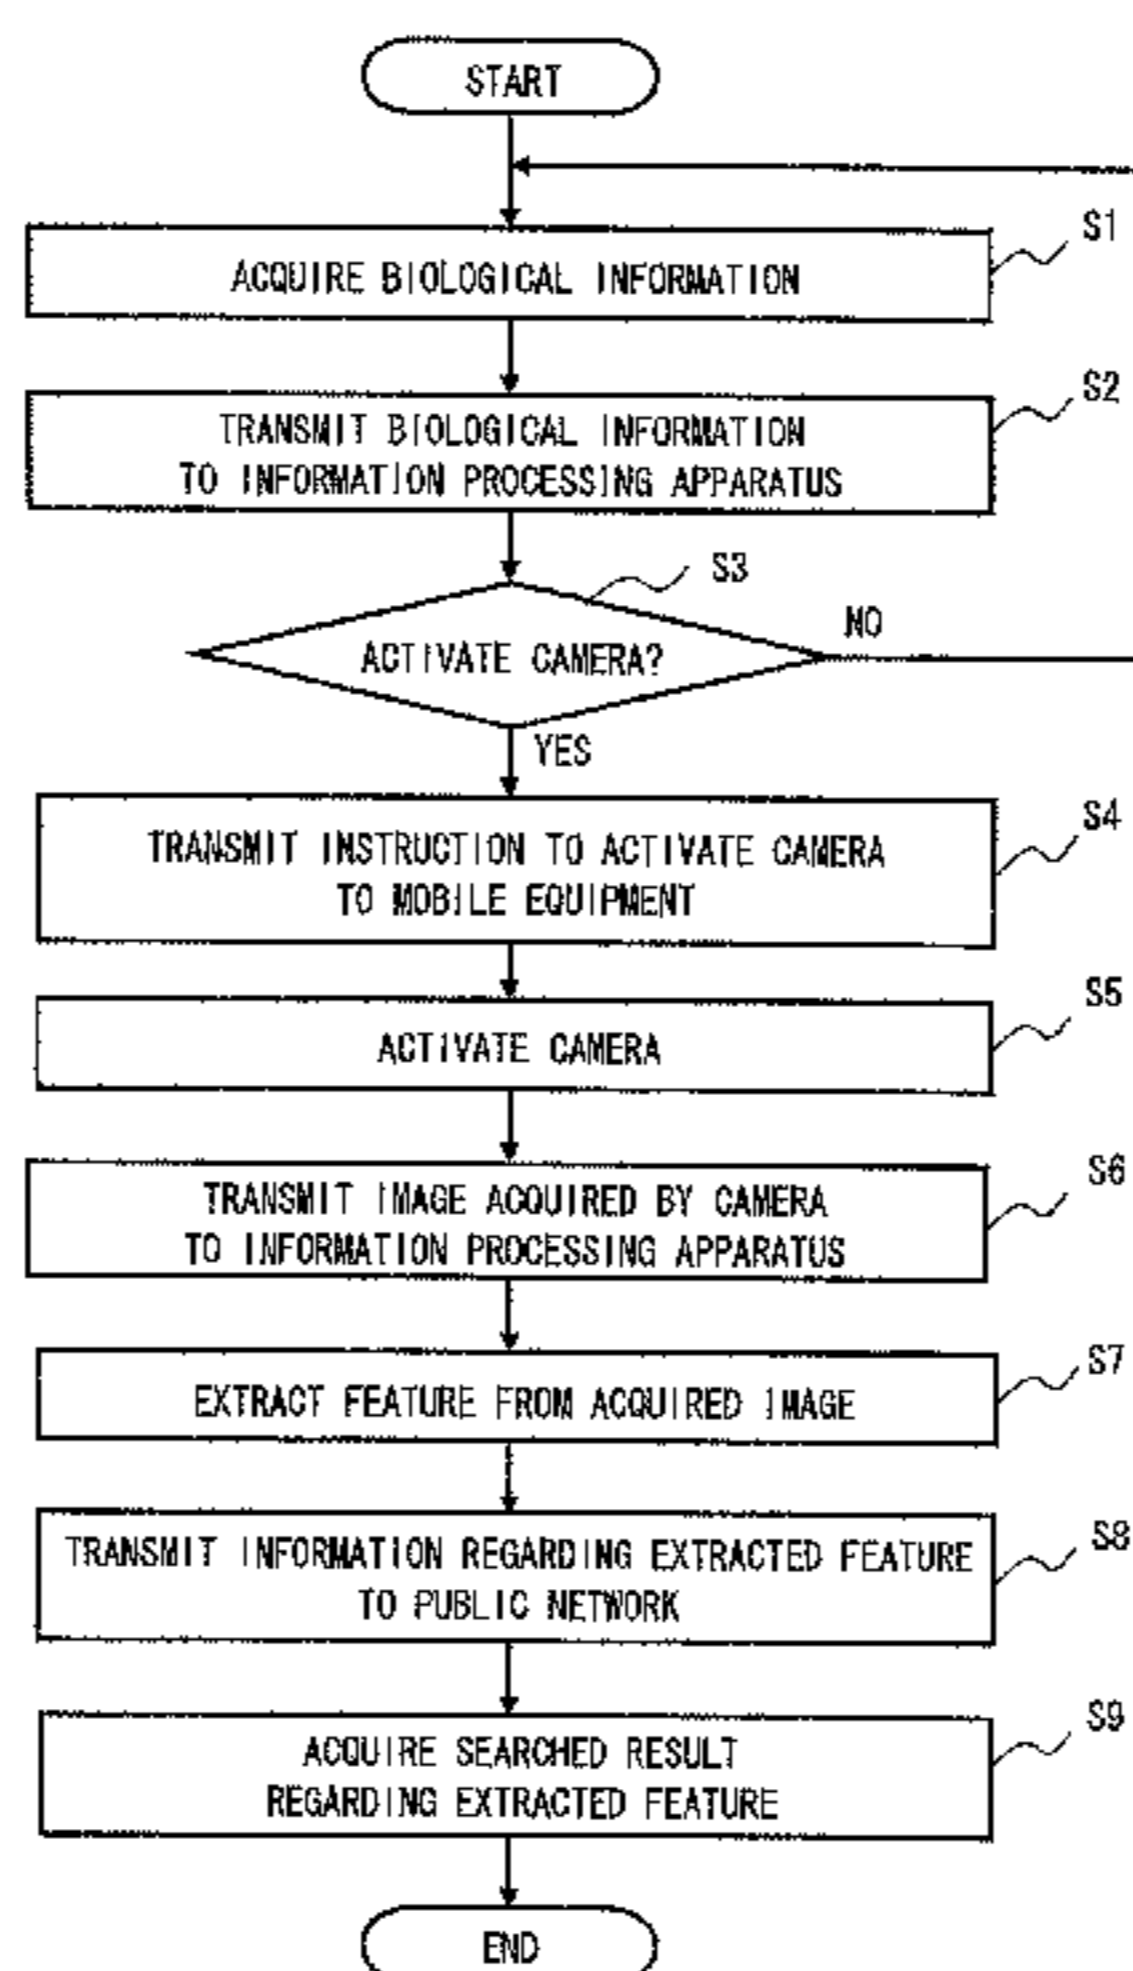 START
S1
ACQUIRE BIOLOGICAL INFORMATION
S2
TRANSMIT BIOLOGICAL INFORMATION
TO INFORMATION PROCESSING APPARATUS
S3
NO
ACTIVATE CAMERA?
YES
S4
TRANSMIT INSTRUCTION TO ACTIVATE CAMERA
TO MOBILE EQUIPMENT
S5
ACTIVATE CAMERA
S6
TRANSMIT IMAGE ACQUIRED BY CAMERA
TO INFORMATION PROCESSING APPARATUS
S7
EXTRACT FEATURE FROM ACQUIRED IMAGE
S8
TRANSMIT INFORMATION REGARDING EXTRACTED FEATURE
TO PUBLIC NETWORK
S9
ACQUIRE SEARCHED RESULT
REGARDING EXTRACTED FEATURE
END